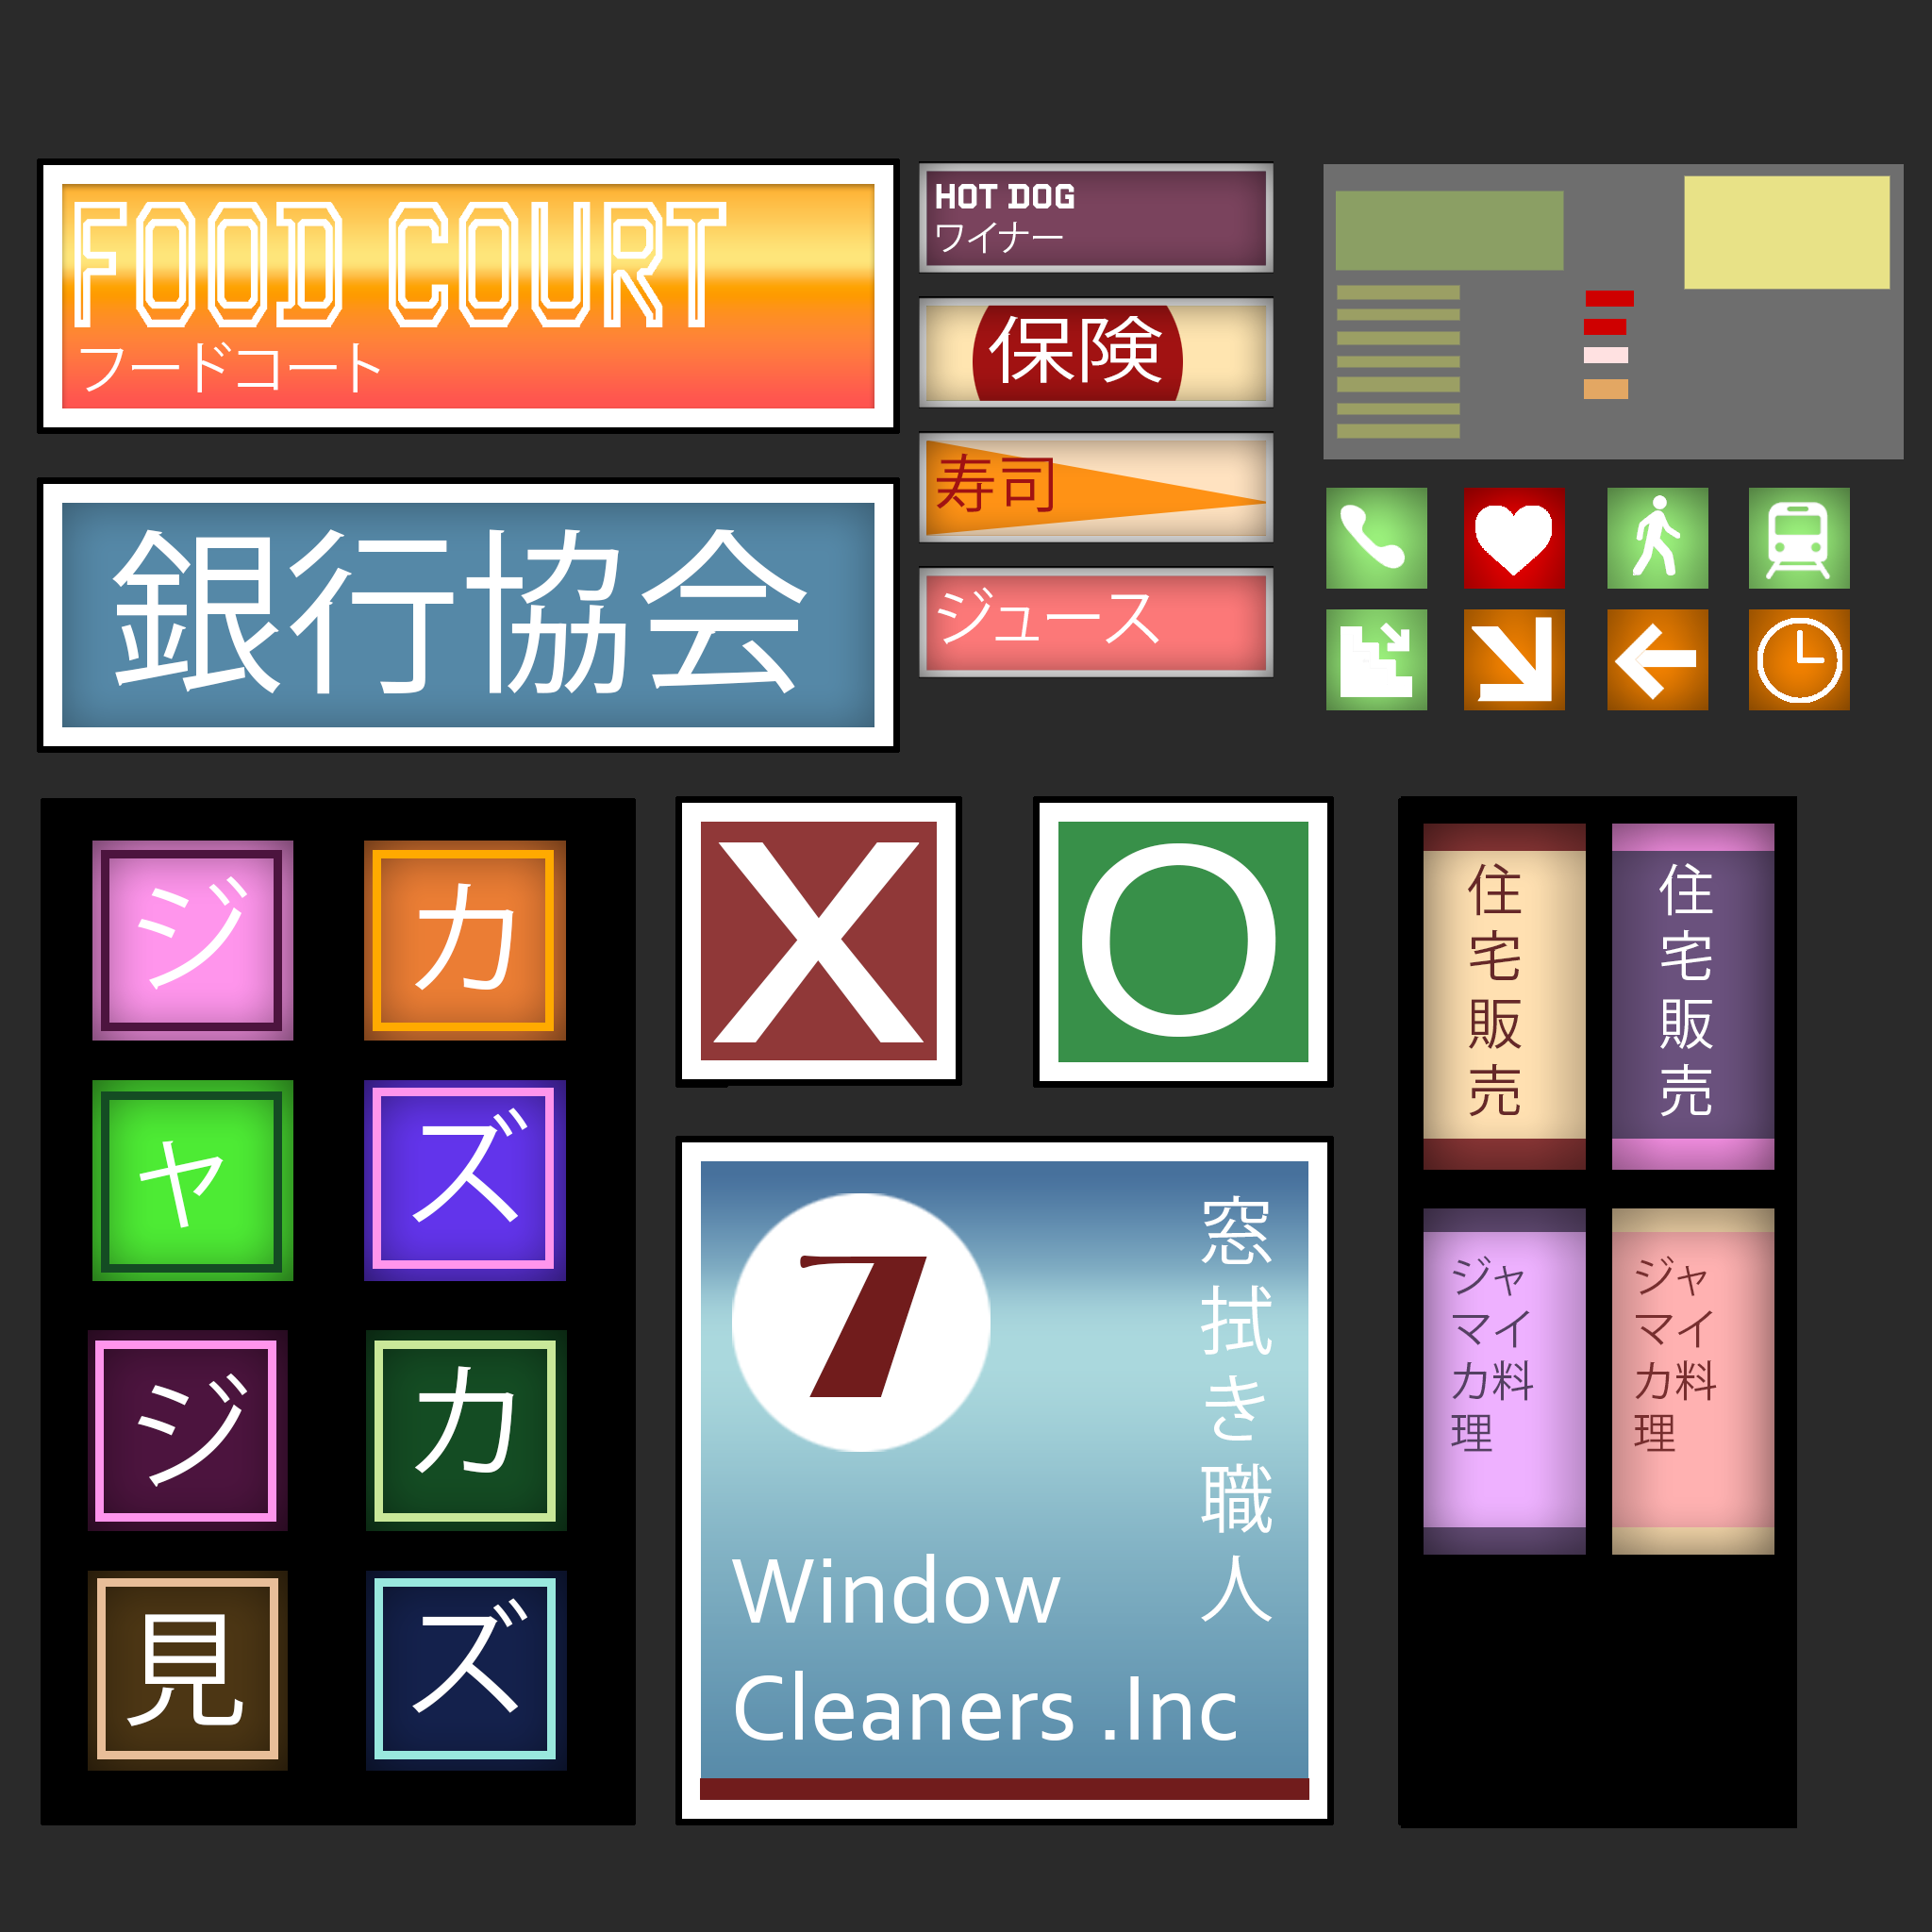 FOOD COURT
フードコート
HOT DOG
ワイナー
保険
寿司
ジュース
銀行協会
ジ
カ
ャ
ズ
ジ
カ
見
ズ
X
O
7
窓拭き職人
Window
Cleaners .Inc
住宅販売
住宅販売
ジャ
マイ
カ料
理
ジャ
マイ
カ料
理